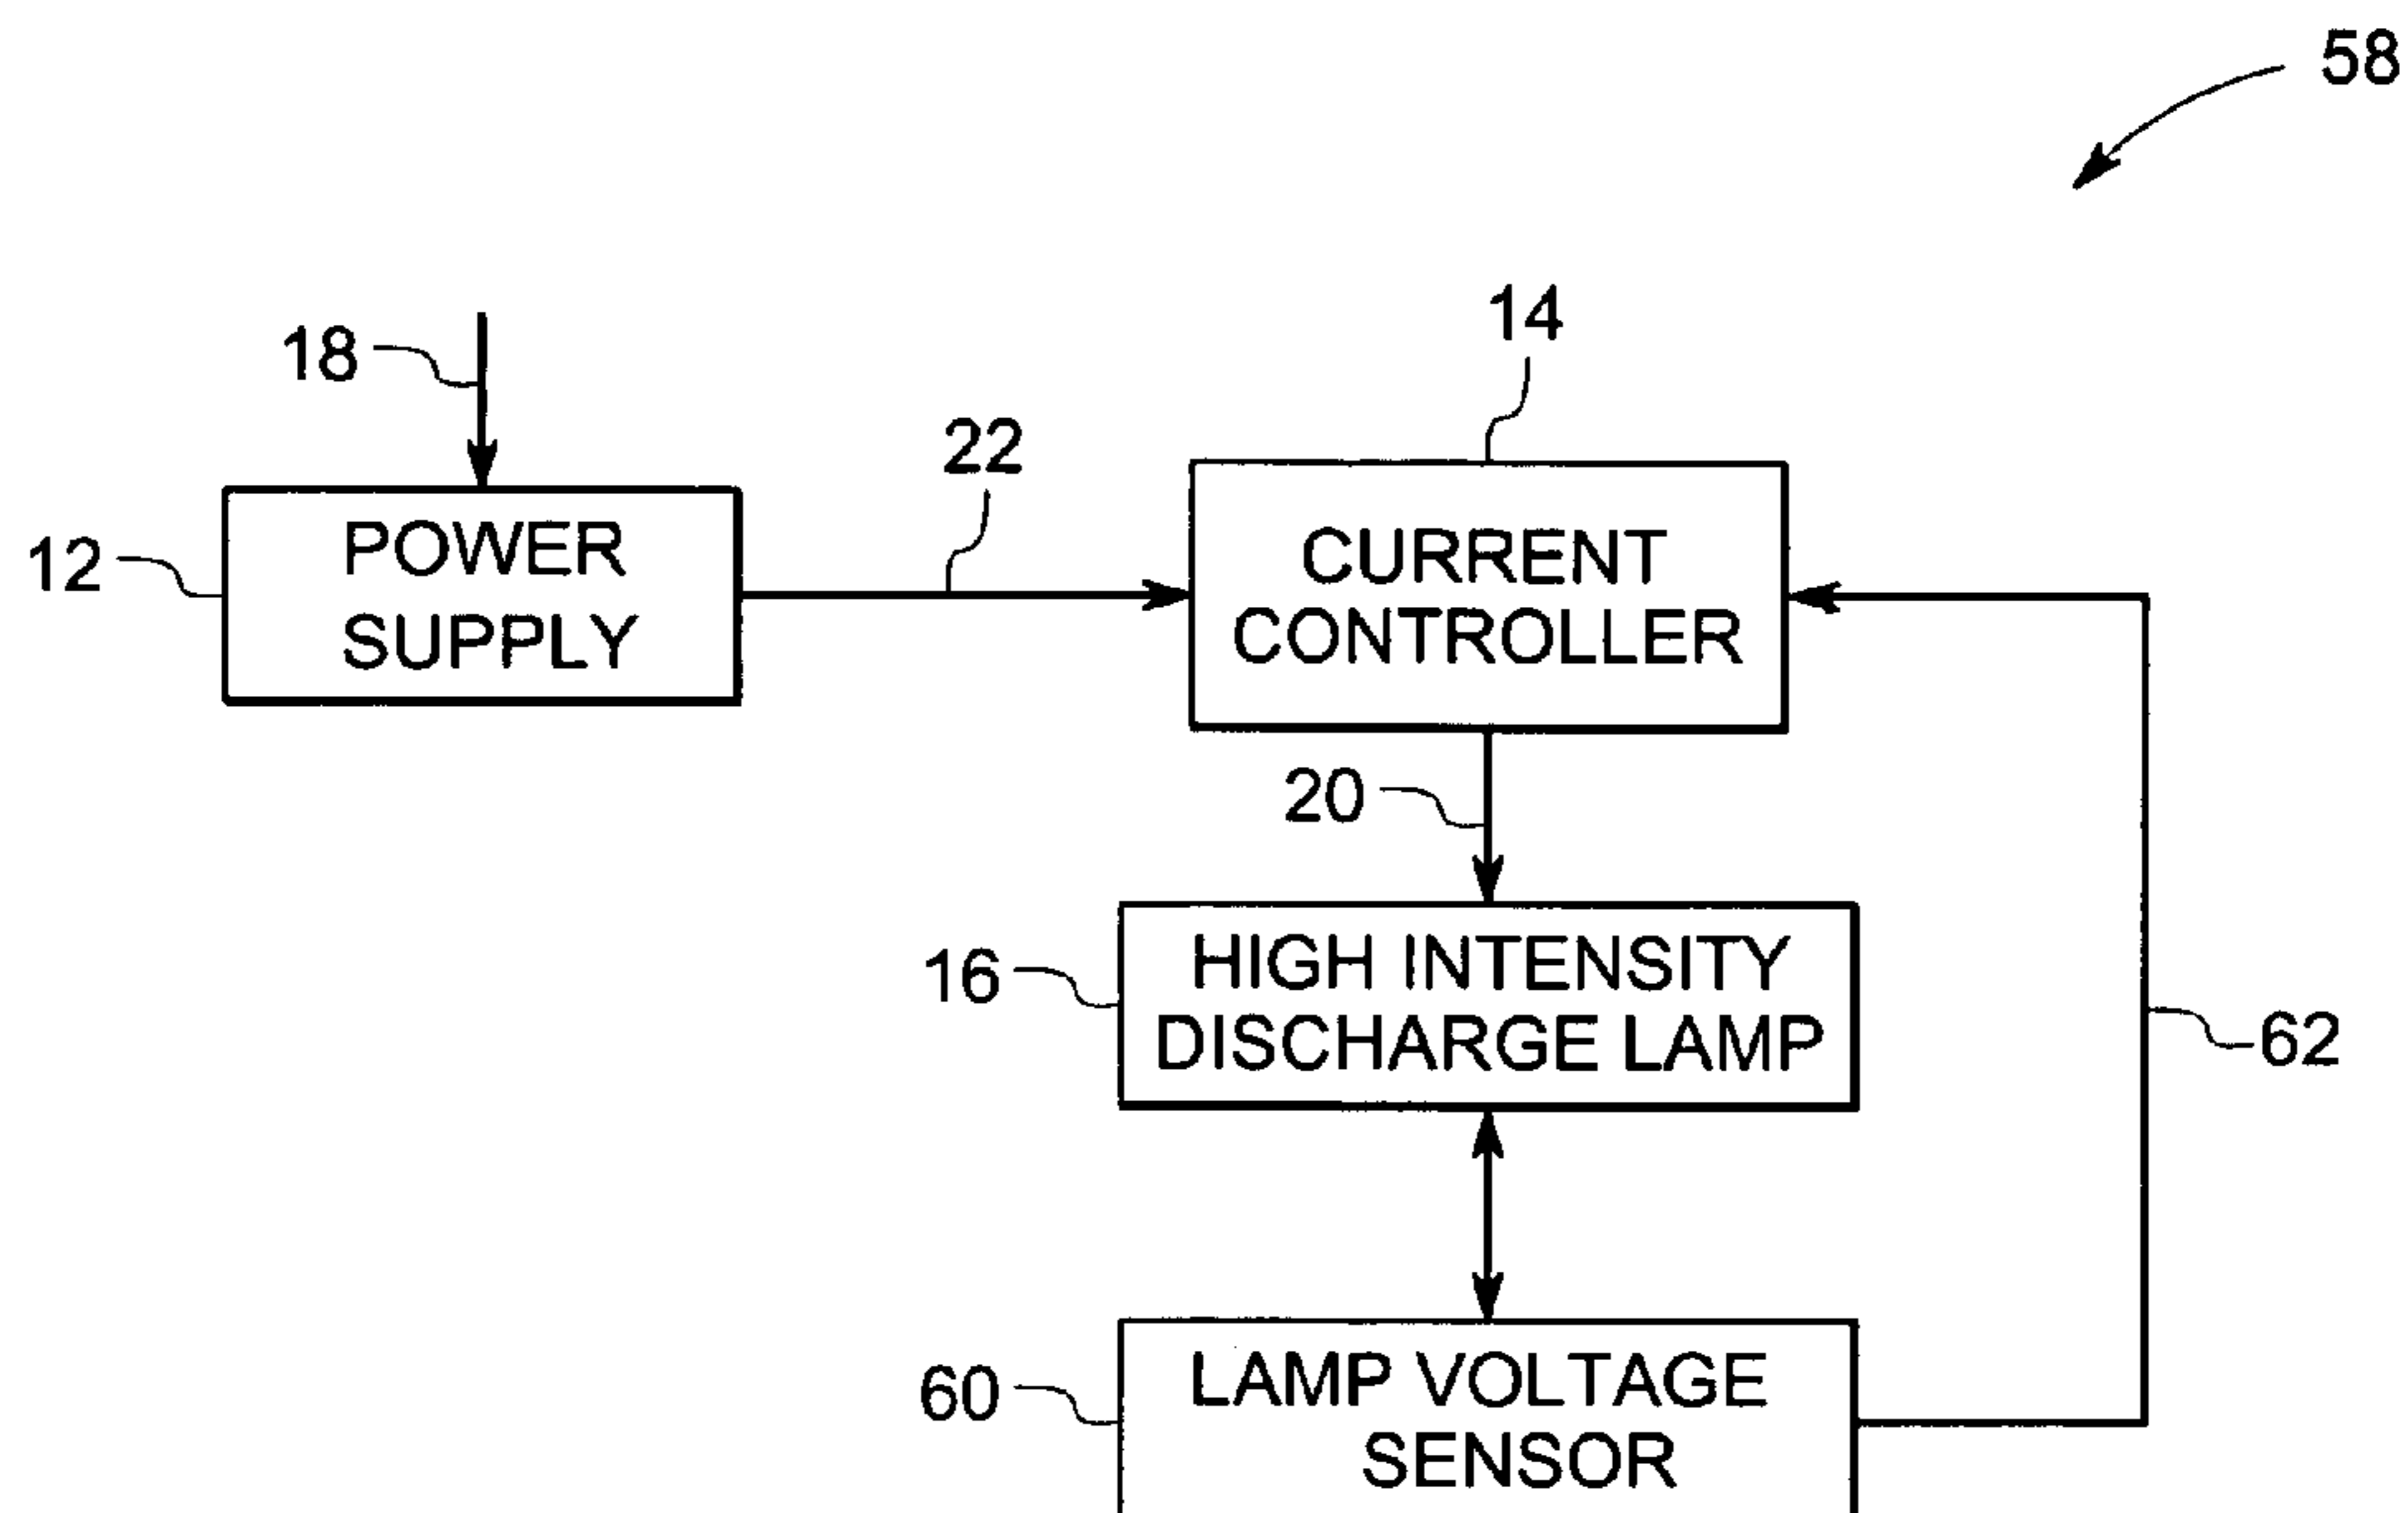 58
18
14
22
12
POWER
SUPPLY
CURRENT
CONTROLLER
20
16
HIGH INTENSITY
DISCHARGE LAMP
62
60
LAMP VOLTAGE
SENSOR